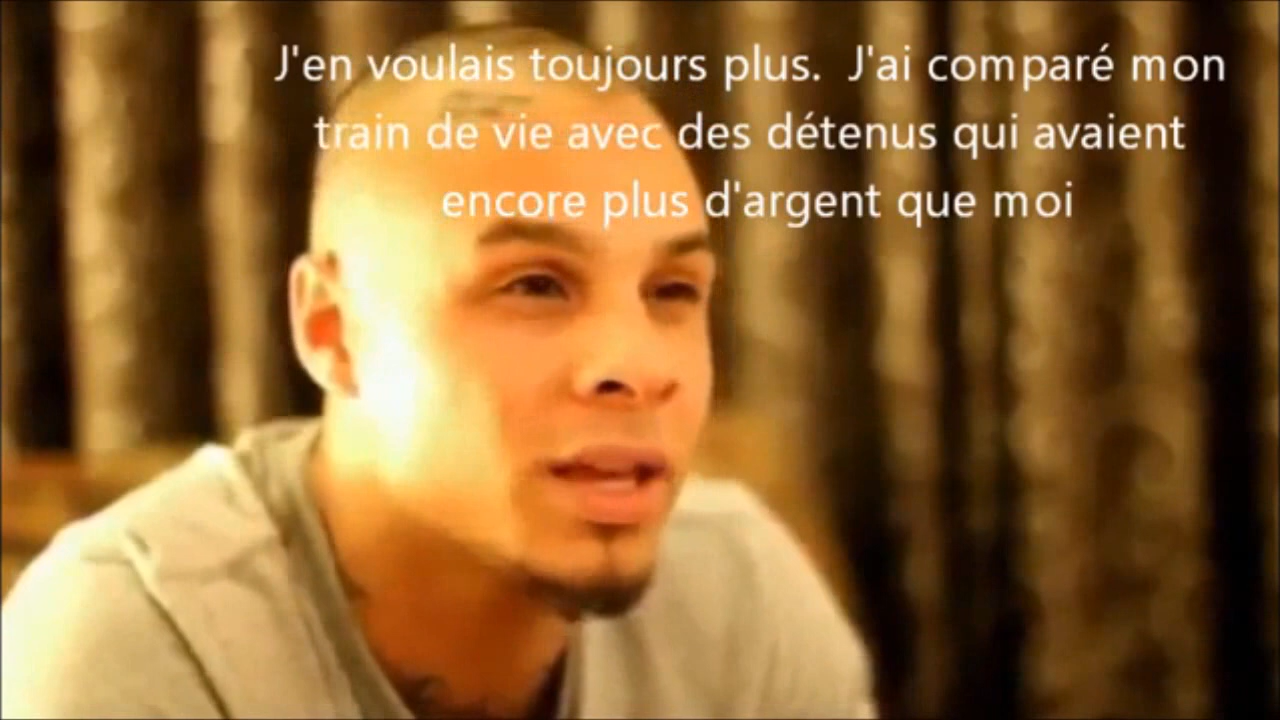 J'en voulais toujours plus.  J'ai comparé mon
train de vie avec des détenus qui avaient
encore plus d'argent que moi